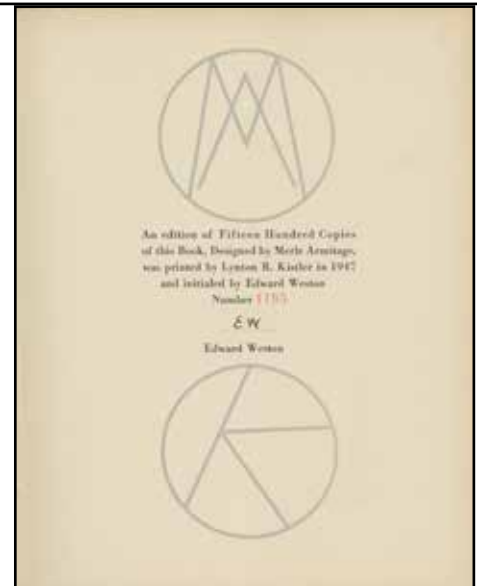 An edition of Fifteen Hundred Copies
of this Book, Designed by Merle Armitage,
was printed by Lynton R. Kistler in 1947
and initialed by Edward Weston
Number 1195
EW
Edward Weston